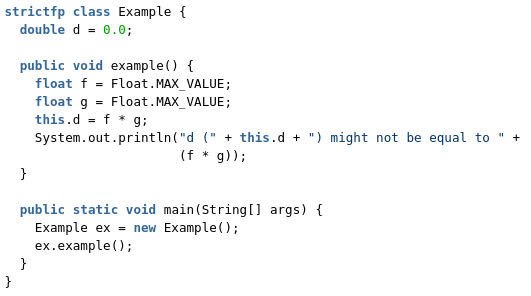 strictfp class Example {
  double d = 0.0;

  public void example() {
    float f = Float.MAX_VALUE;
    float g = Float.MAX_VALUE;
    this.d = f * g;
    System.out.println("d (" + this.d + ") might not be equal to " +
                       (f * g));
  }

  public static void main(String[] args) {
    Example ex = new Example();
    ex.example();
  }
}